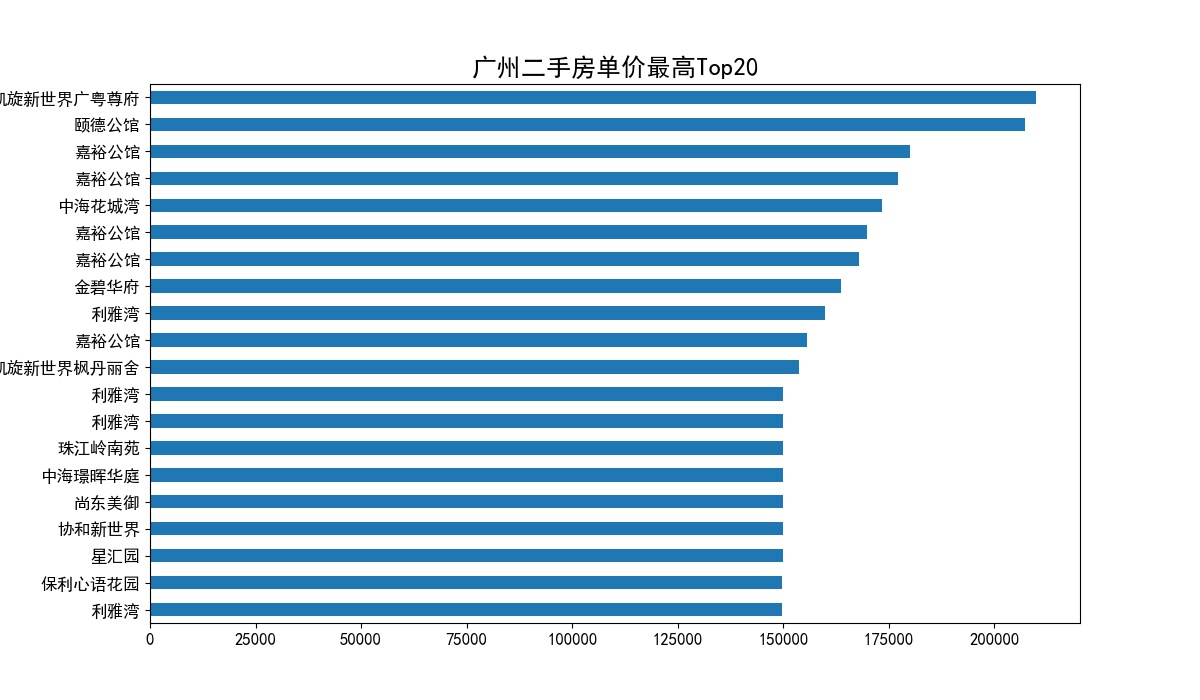 广州二手房单价最高Top20
旋新世界广粤尊府
颐德公馆
嘉裕公馆
嘉裕公馆
中海花城湾
嘉裕公馆
嘉裕公馆
金碧华府
利雅湾
嘉裕公馆
旋新世界枫丹丽舍
利雅湾
利雅湾
珠江岭南苑
中海璟晖华庭
尚东美御
协和新世界
星汇园
保利心语花园
利雅湾
0 25000 50000 75000 100000 125000 150000 175000 200000